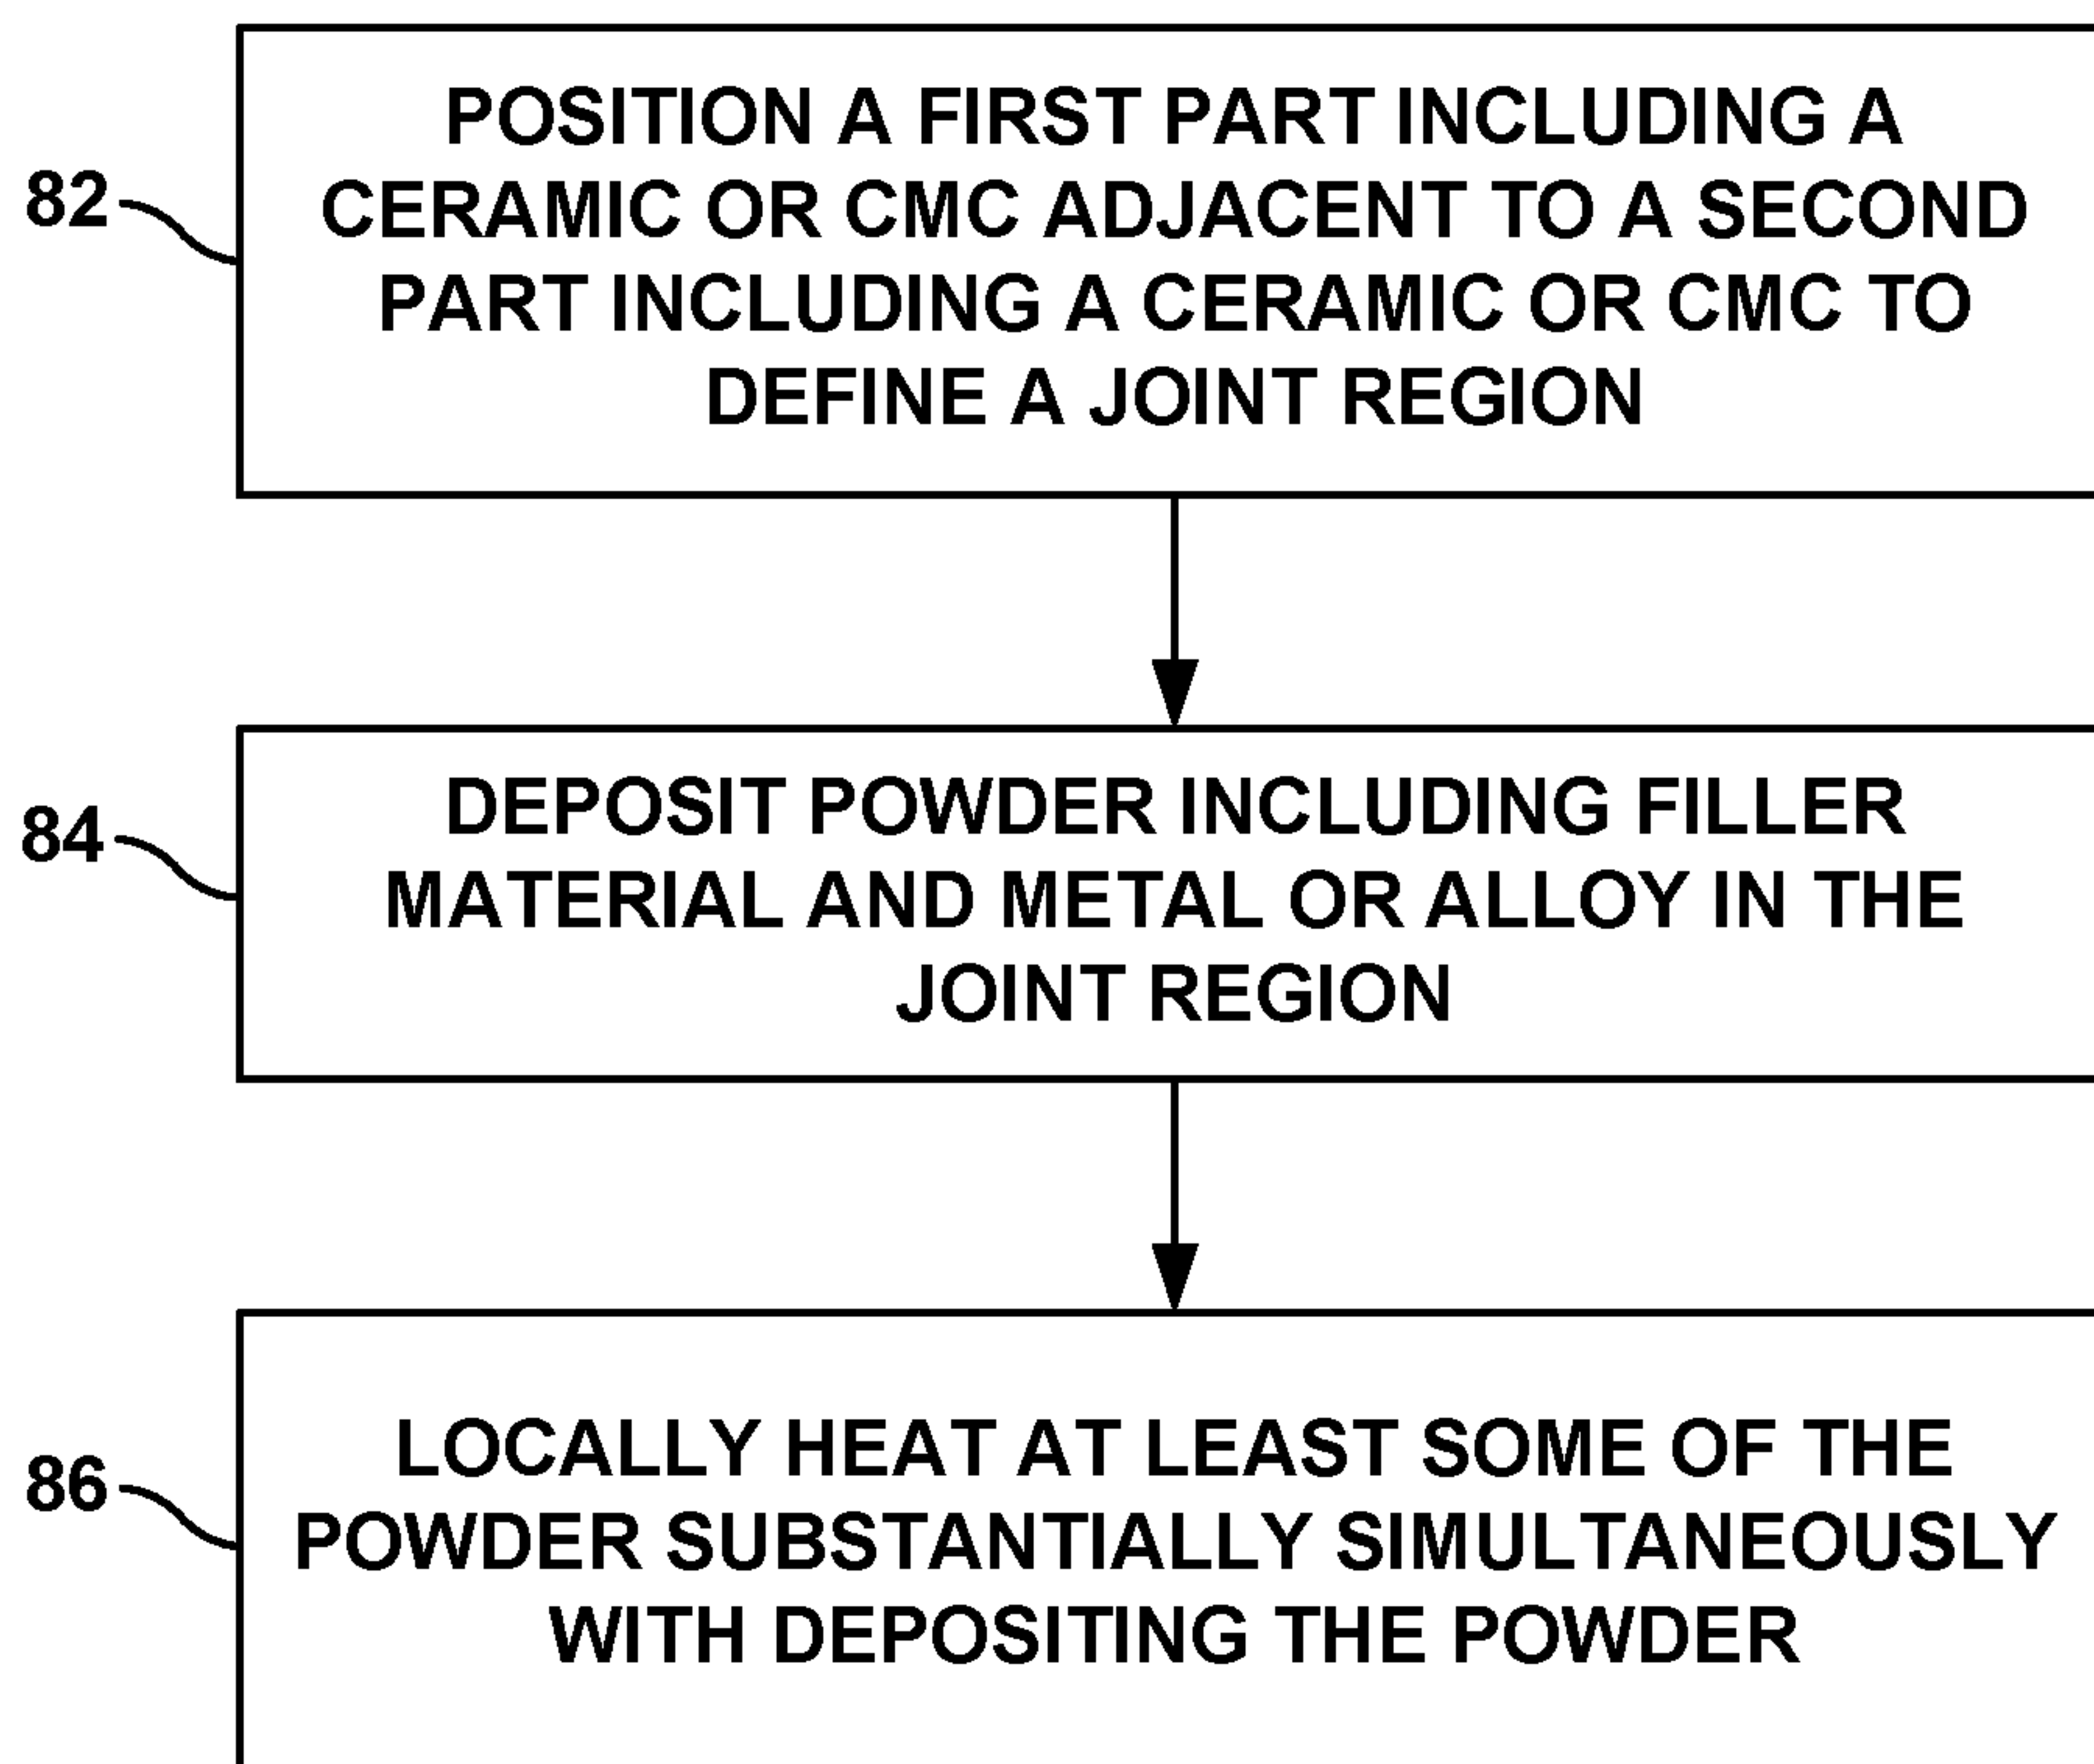 POSITION A FIRST PART INCLUDING A
82
CERAMIC OR CMC ADJACENT TO A SECOND
PART INCLUDING A CERAMIC OR CMC TO
DEFINE A JOINT REGION
DEPOSIT POWDER INCLUDING FILLER
84
MATERIAL AND METAL OR ALLOY IN THE
JOINT REGION
LOCALLY HEAT AT LEAST SOME OF THE
86
POWDER SUBSTANTIALLY SIMULTANEOUSLY
WITH DEPOSITING THE POWDER